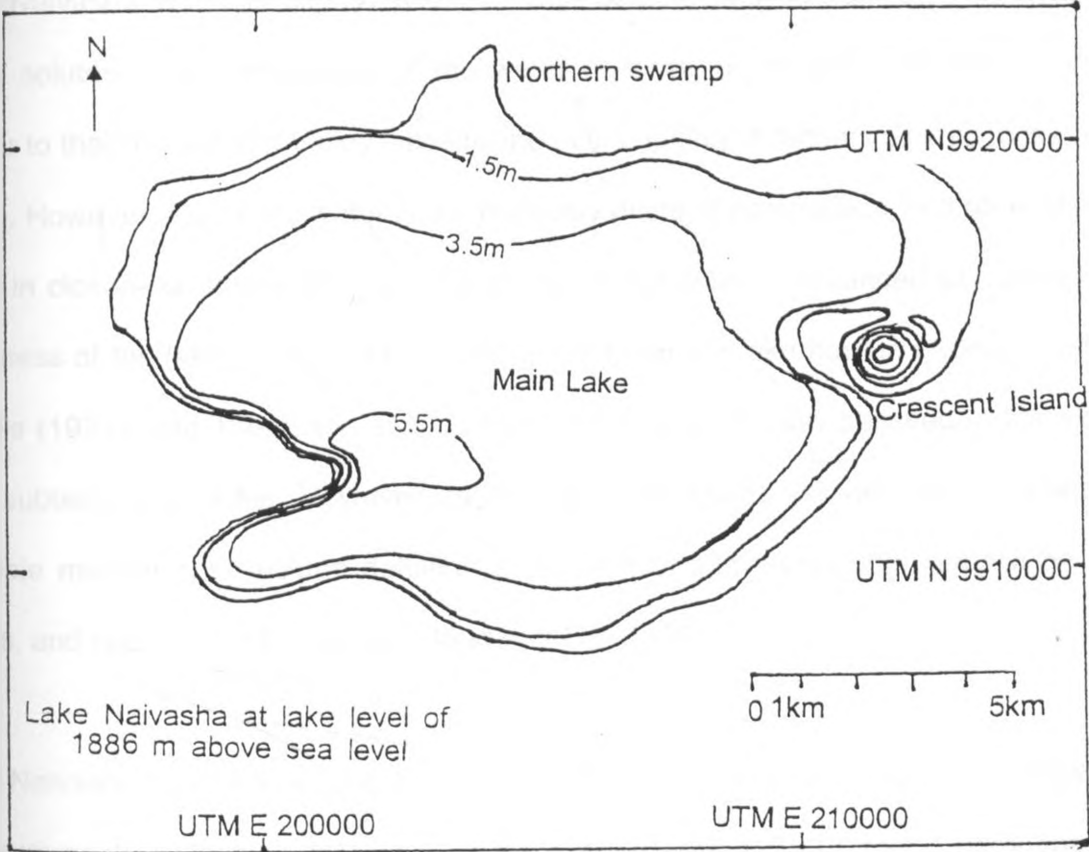 N
Northern swamp
UTM N9920000
1.5m
3.5m
Main Lake
Crescent Island
5.5m
UTM N 9910000
0 1km 5km
Lake Naivasha at lake level of
1886 m above sea level
UTM E 200000
UTM E 210000